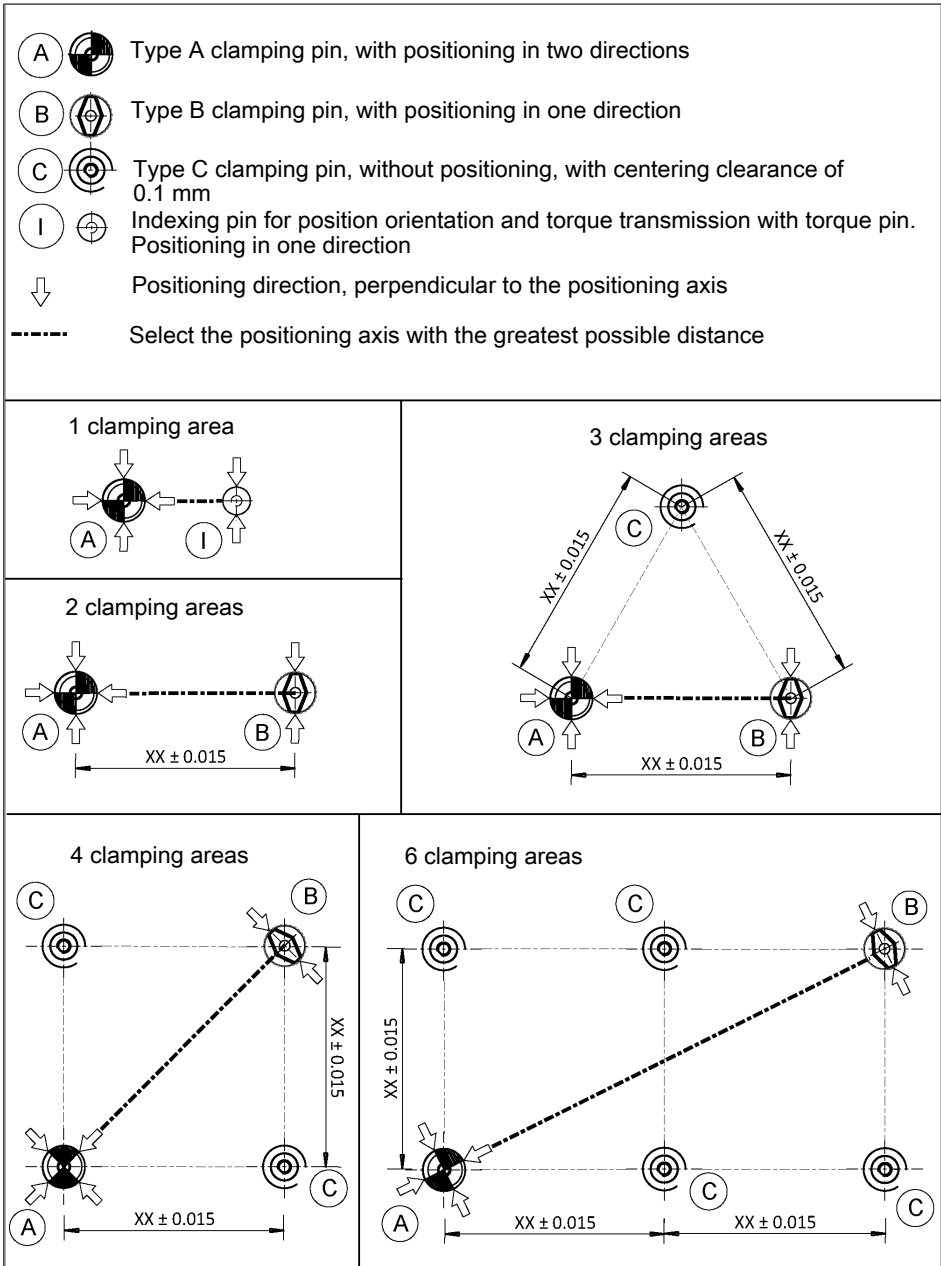 A Type A clamping pin, with positioning in two directions
B Type B clamping pin, with positioning in one direction
C Type C clamping pin, without positioning, with centering clearance of
0.1 mm
I Indexing pin for position orientation and torque transmission with torque pin.
Positioning in one direction
Positioning direction, perpendicular to the positioning axis
Select the positioning axis with the greatest possible distance
1 clamping area
A I
2 clamping areas
A B
XX ± 0.015
3 clamping areas
C
XX ± 0.015
XX ± 0.015
A B
XX ± 0.015
4 clamping areas
C B
XX ± 0.015
A C
XX ± 0.015
6 clamping areas
C C B
XX ± 0.015
A C C
XX ± 0.015 XX ± 0.015